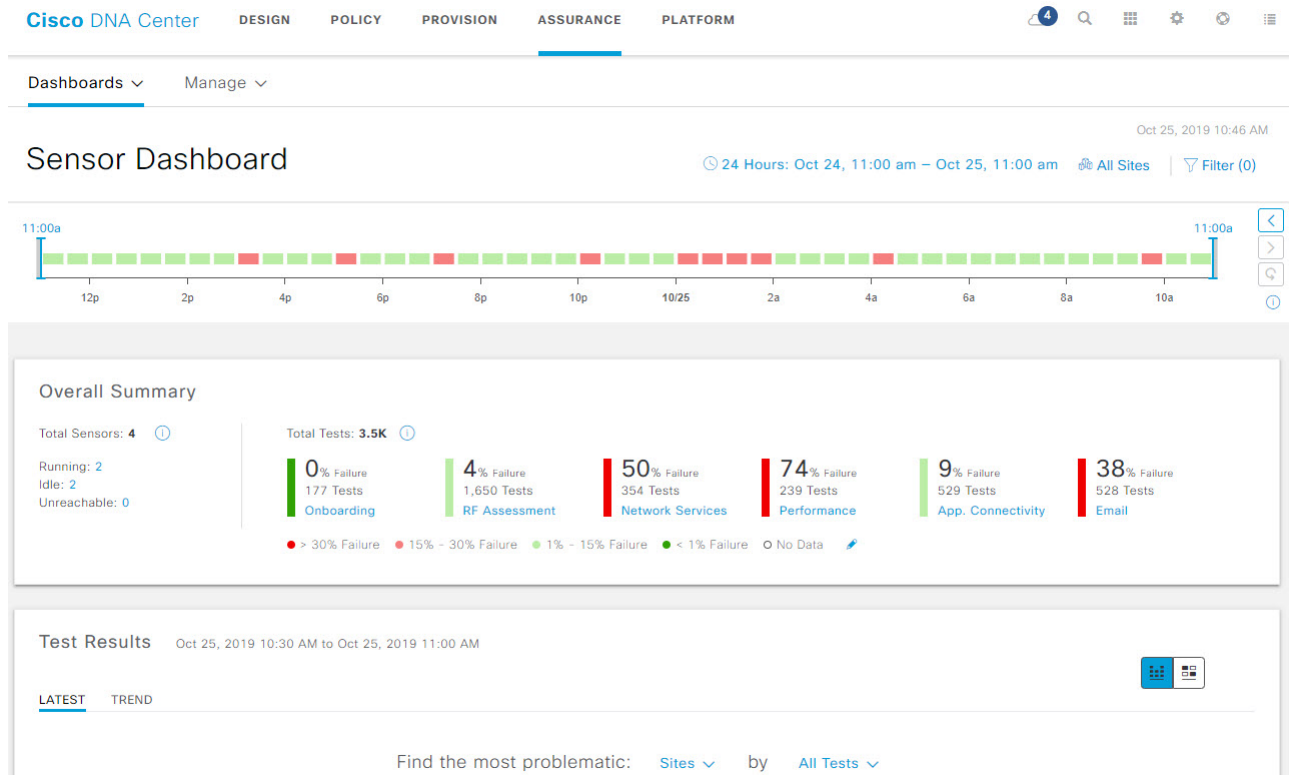 Cisco DNA Center DESIGN POLICY PROVISION ASSURANCE PLATFORM 4
Dashboards Manage
Oct 25, 2019 10:46 AM
Sensor Dashboard 24 Hours: Oct 24, 11:00 am – Oct 25, 11:00 am All Sites Filter (0)
11:00a 11:00a
12p 2p 4p 6p 8p 10p 10/25 2a 4a 6a 8a 10a
Overall Summary
Total Sensors: 4 Total Tests: 3.5K
Running: 2
Idle: 2
Unreachable: 0
0% Failure 4% Failure 50% Failure 74% Failure 9% Failure 38% Failure
177 Tests 1,650 Tests 354 Tests 239 Tests 529 Tests 528 Tests
Onboarding RF Assessment Network Services Performance App. Connectivity Email
> 30% Failure 15% - 30% Failure 1% - 15% Failure < 1% Failure No Data
Test Results Oct 25, 2019 10:30 AM to Oct 25, 2019 11:00 AM
LATEST TREND
Find the most problematic: Sites by All Tests